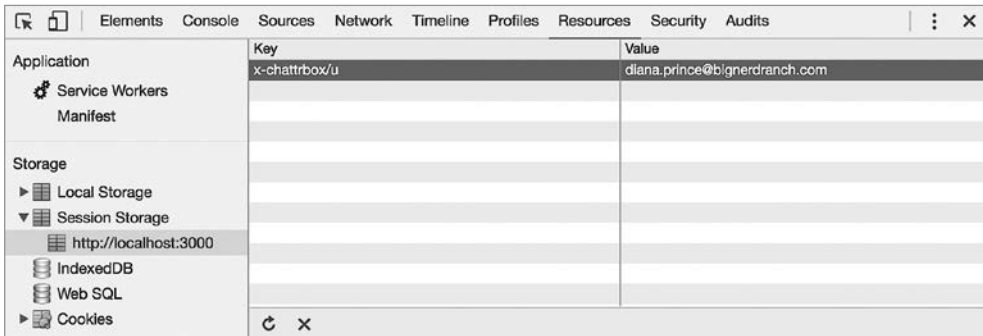 Elements Console Sources Network Timeline Profiles Resources Security Audits
Application
Service Workers
Manifest
Storage
Local Storage
Session Storage
http://localhost:3000
IndexedDB
Web SQL
Cookies
Key Value
x-chattrbox/u diana.prince@bignerdranch.com